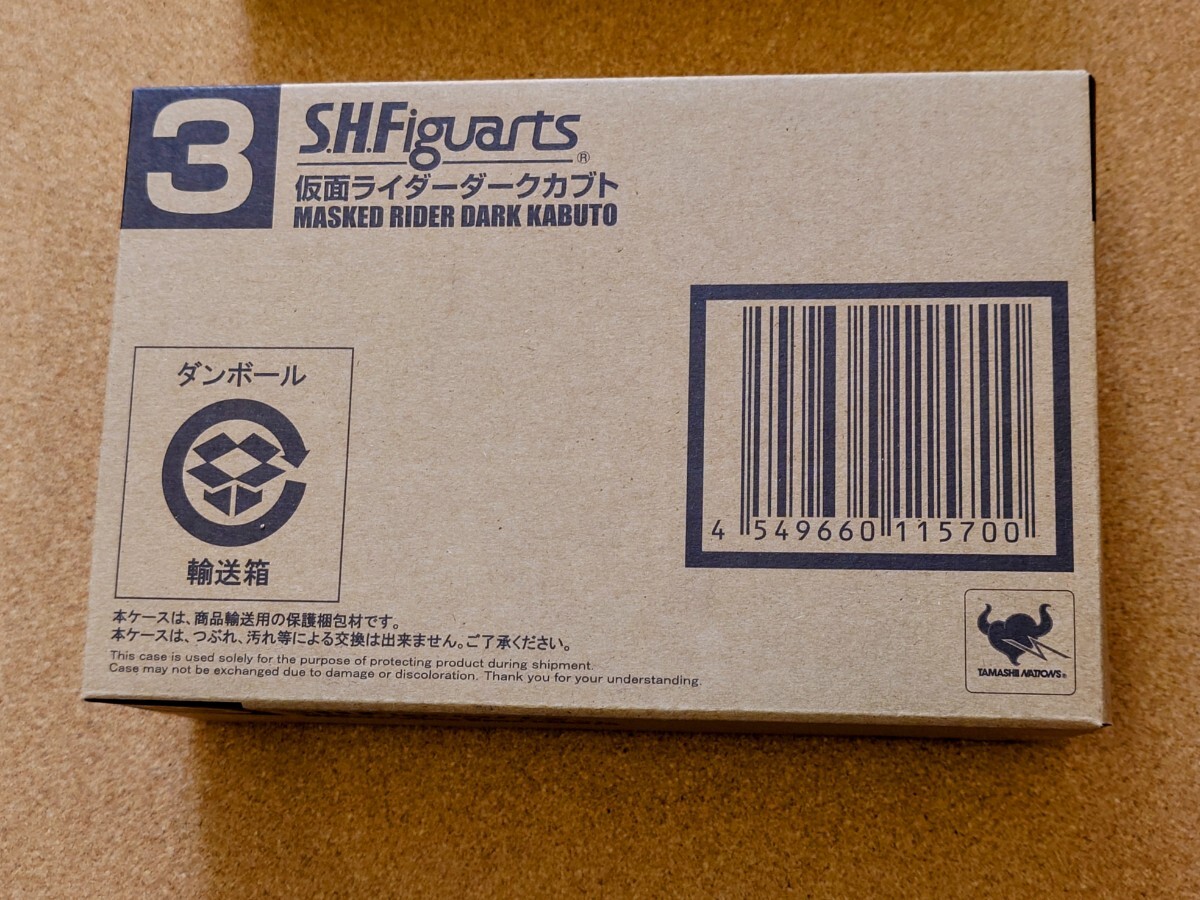 3
S.H.Figuarts®
仮面ライダーダークカブト
MASKED RIDER DARK KABUTO
ダンボール
輸送箱
4 549660 115700
本ケースは、商品輸送用の保護梱包材です。
本ケースは、つぶれ、汚れ等による交換は出来ません。ご了承ください。
This case is used solely for the purpose of protecting product during shipment.
Case may not be exchanged due to damage or discoloration. Thank you for your understanding.
TAMASHII NATIONS®